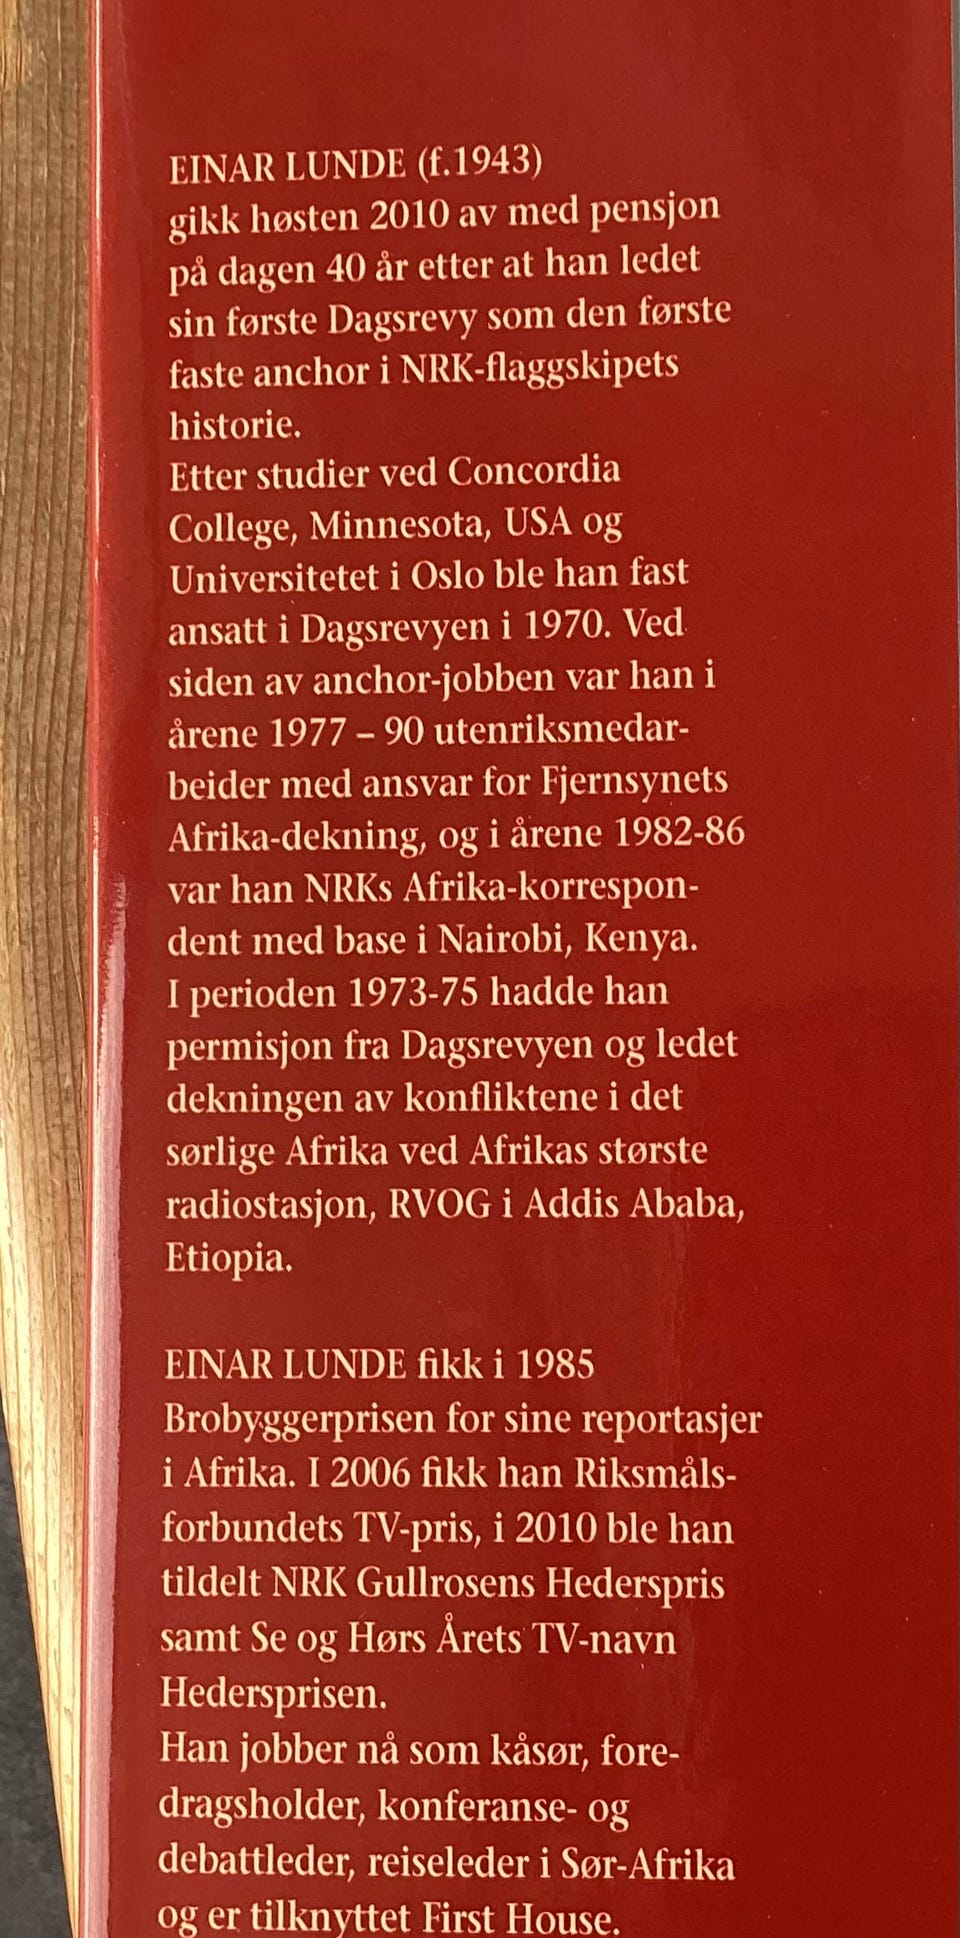 EINAR LUNDE (f.1943)
gikk høsten 2010 av med pensjon
på dagen 40 år etter at han ledet
sin første Dagsrevy som den første
faste anchor i NRK-flaggskipets
historie.
Etter studier ved Concordia
College, Minnesota, USA og
Universitetet i Oslo ble han fast
ansatt i Dagsrevyen i 1970. Ved
siden av anchor-jobben var han i
årene 1977 – 90 utenriksmedar-
beider med ansvar for Fjernsynets
Afrika-dekning, og i årene 1982-86
var han NRKs Afrika-korrespon-
dent med base i Nairobi, Kenya.
I perioden 1973-75 hadde han
permisjon fra Dagsrevyen og ledet
dekningen av konfliktene i det
sørlige Afrika ved Afrikas største
radiostasjon, RVOG i Addis Ababa,
Etiopia.
EINAR LUNDE fikk i 1985
Brobyggerprisen for sine reportasjer
i Afrika. I 2006 fikk han Riksmåls-
forbundets TV-pris, i 2010 ble han
tildelt NRK Gullrosens Hederspris
samt Se og Hørs Årets TV-navn
Hedersprisen.
Han jobber nå som kåsør, fore-
dragsholder, konferanse- og
debattleder, reiseleder i Sør-Afrika
og er tilknyttet First House.